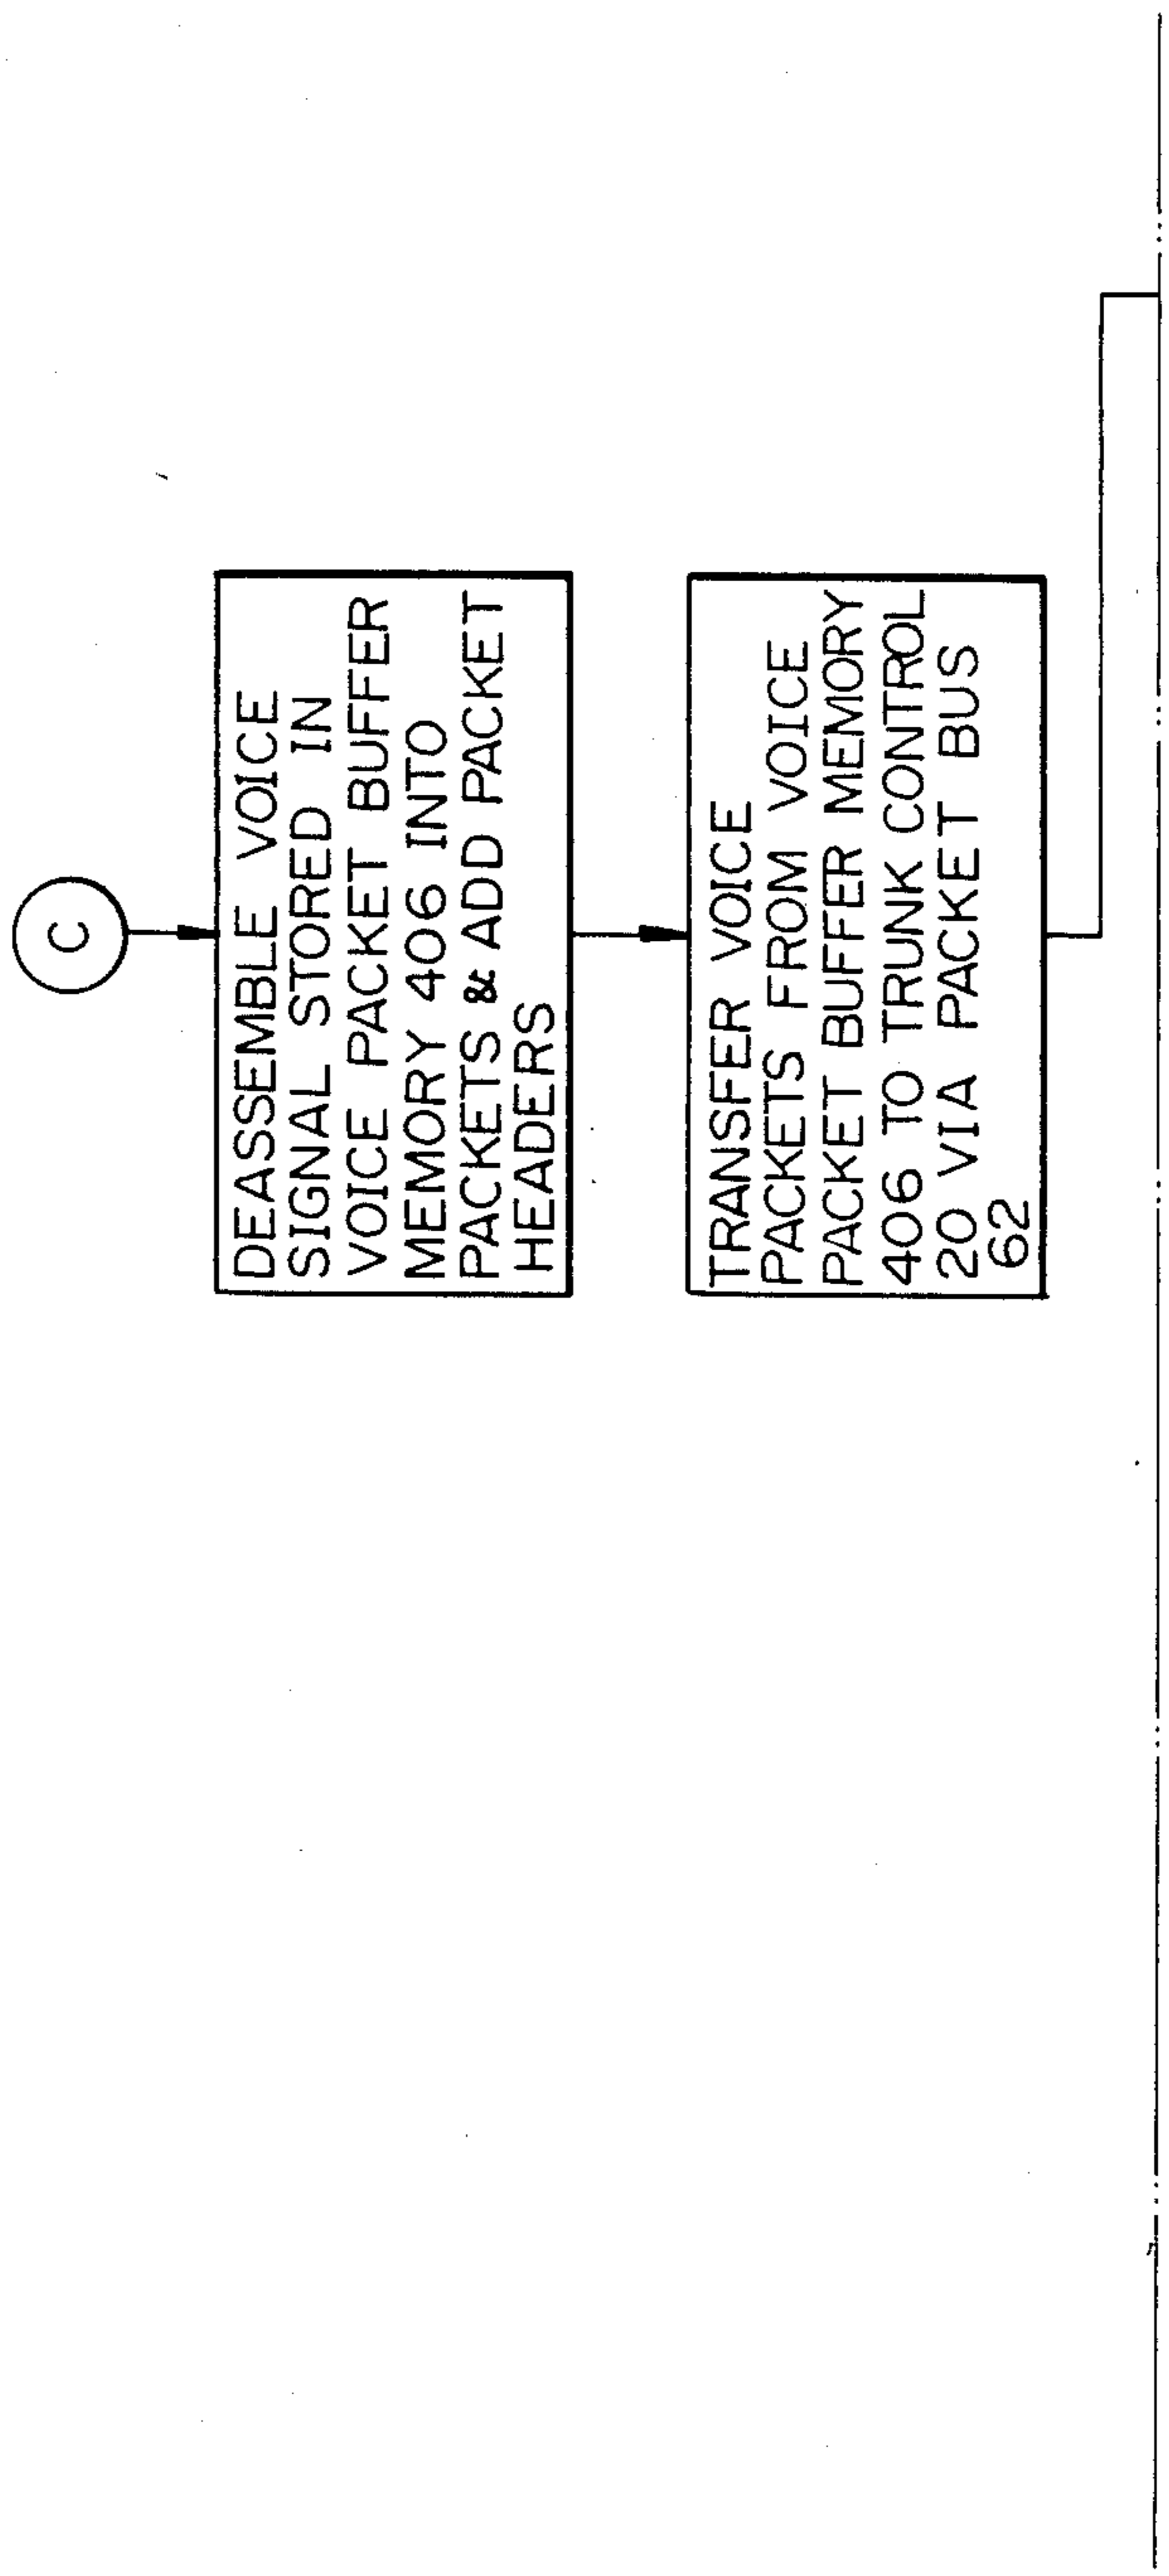 C
DEASSEMBLE VOICE
SIGNAL STORED IN
VOICE PACKET BUFFER
MEMORY 406 INTO
PACKETS & ADD PACKET
HEADERS
TRANSFER VOICE
PACKETS FROM VOICE
PACKET BUFFER MEMORY
406 TO TRUNK CONTROL
20 VIA PACKET BUS
62